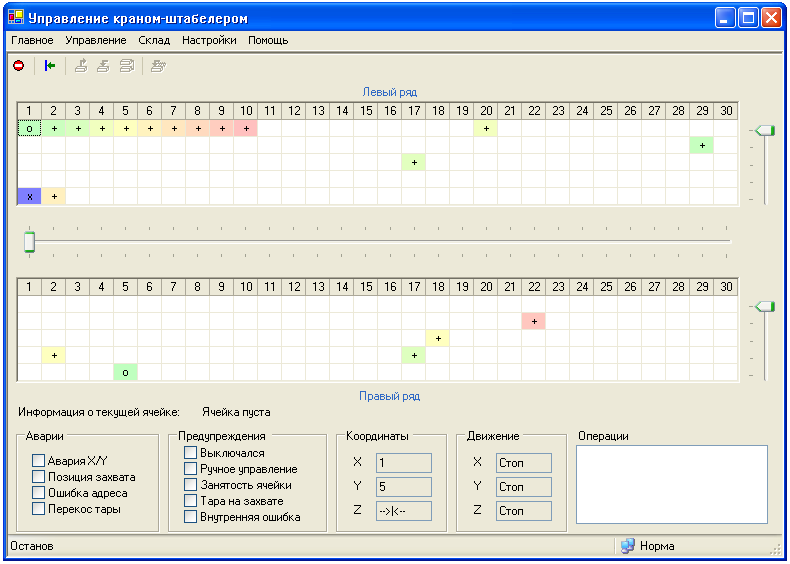 Управление краном-штабелером
Главное Управление Склад Настройки Помощь
Левый ряд
1 2 3 4 5 6 7 8 9 10 11 12 13 14 15 16 17 18 19 20 21 22 23 24 25 26 27 28 29 30
o + + + + + + + + + +
+
+
x +
1 2 3 4 5 6 7 8 9 10 11 12 13 14 15 16 17 18 19 20 21 22 23 24 25 26 27 28 29 30
+
+
+ +
o
Правый ряд
Информация о текущей ячейке: Ячейка пуста
Аварии
Авария X/Y
Позиция захвата
Ошибка адреса
Перекос тары
Предупреждения
Выключался
Ручное управление
Занятость ячейки
Тара на захвате
Внутренняя ошибка
Координаты
X 1
Y 5
Z -->|<--
Движение
X Стоп
Y Стоп
Z Стоп
Операции
Останов
Норма